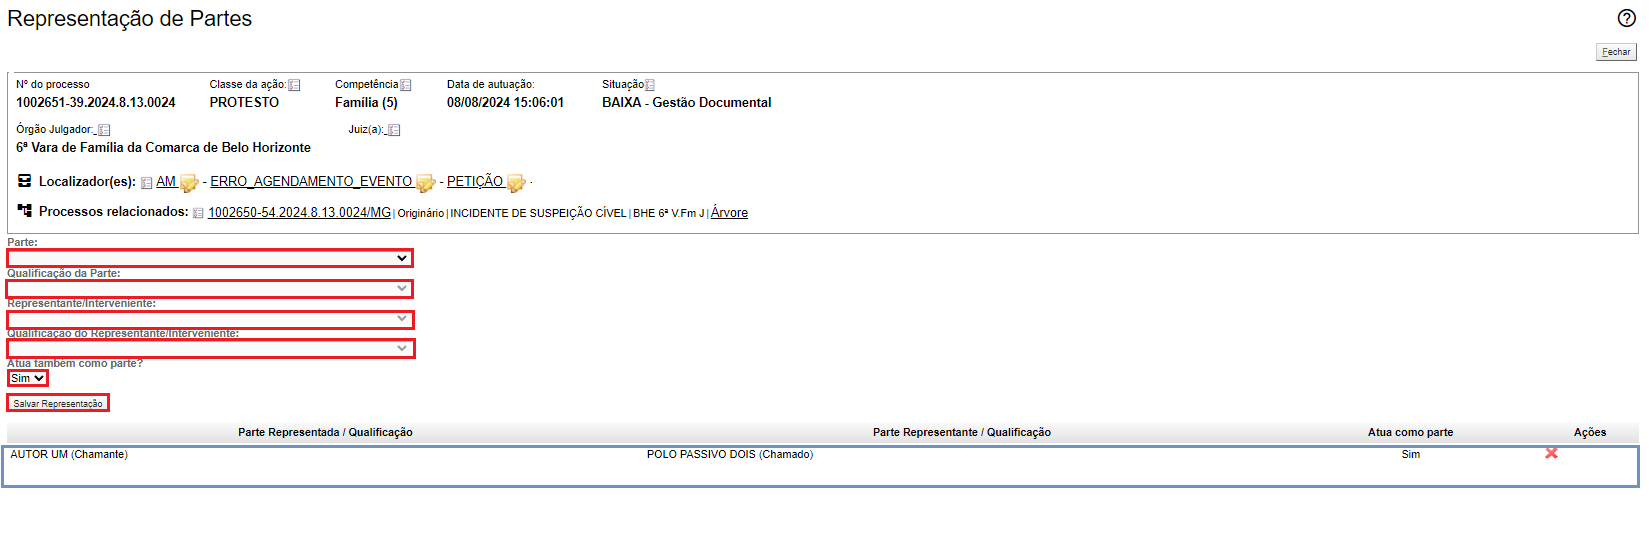 Representação de Partes
Fechar
Nº do processo Classe da ação: Competência Data de autuação: Situação
1002651-39.2024.8.13.0024 PROTESTO Família (5) 08/08/2024 15:06:01 BAIXA - Gestão Documental
Órgão Julgador: Juiz(a):
6ª Vara de Família da Comarca de Belo Horizonte
Localizador(es): AM - ERRO_AGENDAMENTO_EVENTO - PETIÇÃO ·
Processos relacionados: 1002650-54.2024.8.13.0024/MG | Originário | INCIDENTE DE SUSPEIÇÃO CÍVEL | BHE 6ª V.Fm J | Árvore
Parte:
Qualificação da Parte:
Representante/Interveniente:
Qualificação do Representante/Interveniente:
Atua também como parte?
Sim
Salvar Representação
Parte Representada / Qualificação Parte Representante / Qualificação Atua como parte Ações
AUTOR UM (Chamante) POLO PASSIVO DOIS (Chamado) Sim